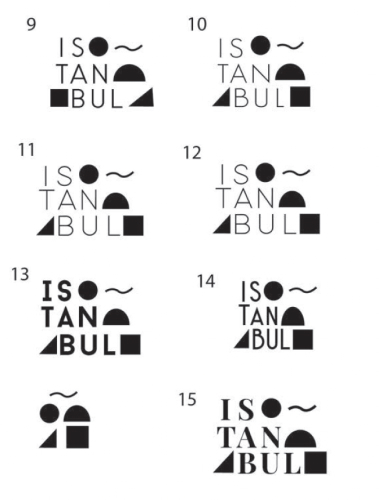 9
IS
TAN
BUL
10
IS
TAN
BUL
11
IS
TAN
BUL
12
IS
TAN
BUL
13
IS
TAN
BUL
14
IS
TAN
BUL
15
IS
TAN
BUL